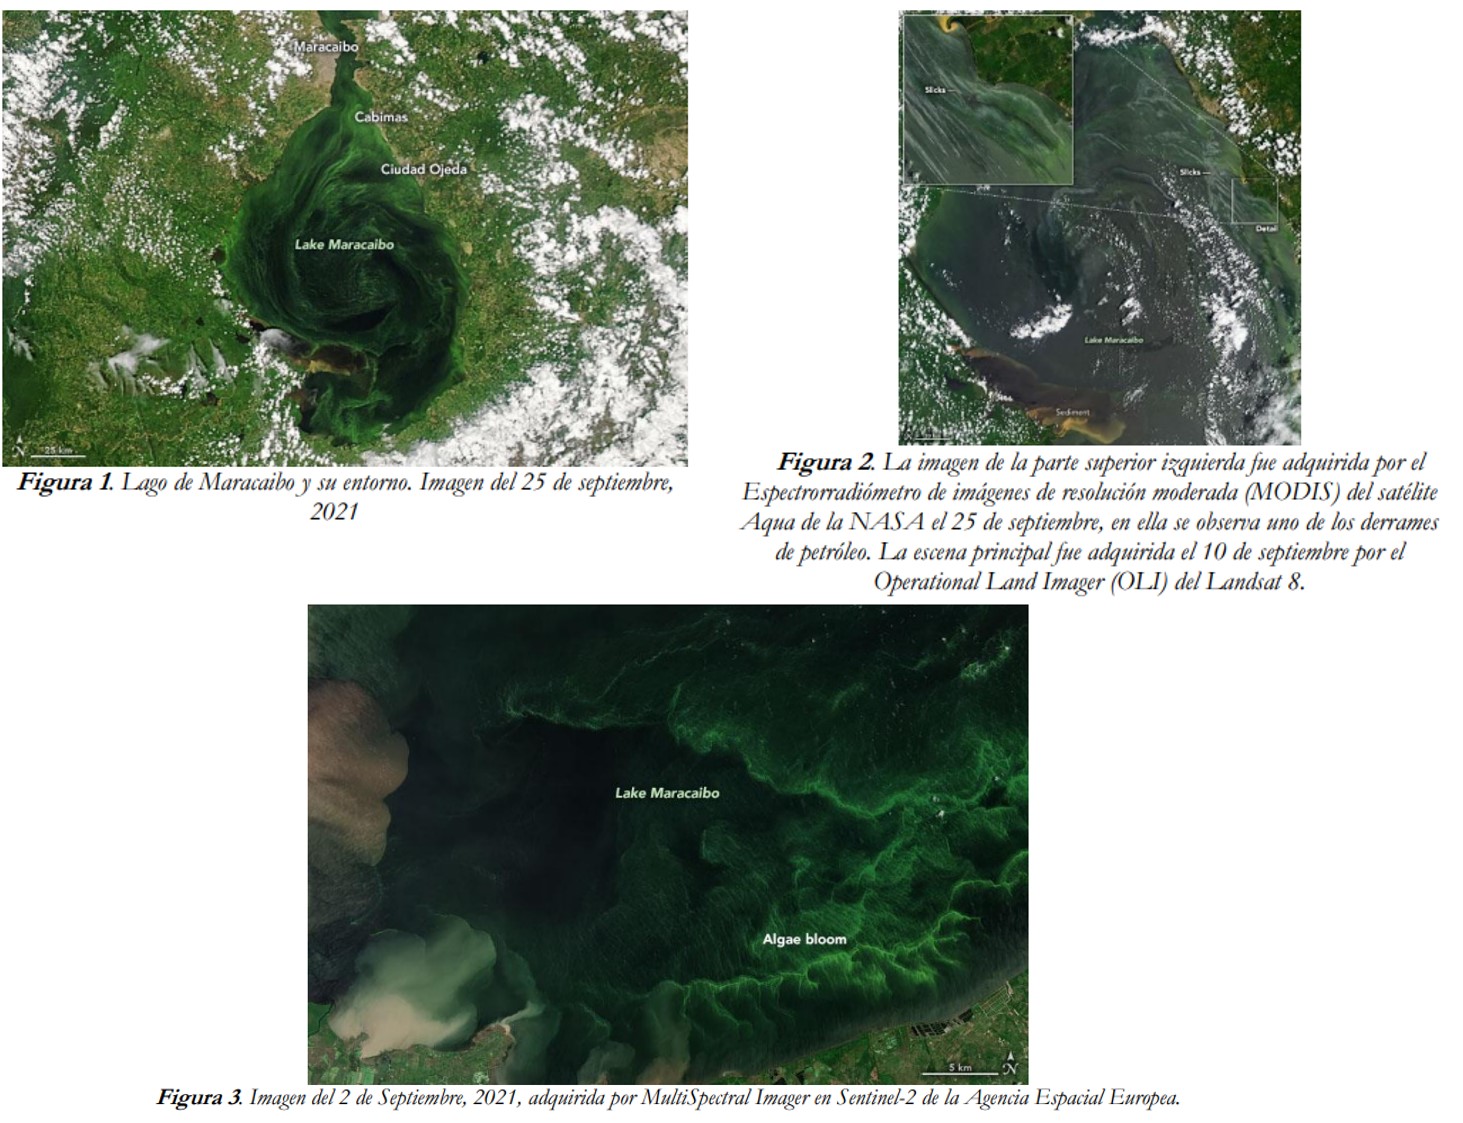 Maracaibo
Cabimas
Ciudad Ojeda
Lake Maracaibo
N
25 km
Figura 1. Lago de Maracaibo y su entorno. Imagen del 25 de septiembre,
2021
Slicks
Slicks
Detail
Lake Maracaibo
Sediment
Figura 2. La imagen de la parte superior izquierda fue adquirida por el
Espectrorradiómetro de imágenes de resolución moderada (MODIS) del satélite
Aqua de la NASA el 25 de septiembre, en ella se observa uno de los derrames
de petróleo. La escena principal fue adquirida el 10 de septiembre por el
Operational Land Imager (OLI) del Landsat 8.
Lake Maracaibo
Algae bloom
5 km
N
Figura 3. Imagen del 2 de Septiembre, 2021, adquirida por MultiSpectral Imager en Sentinel-2 de la Agencia Espacial Europea.